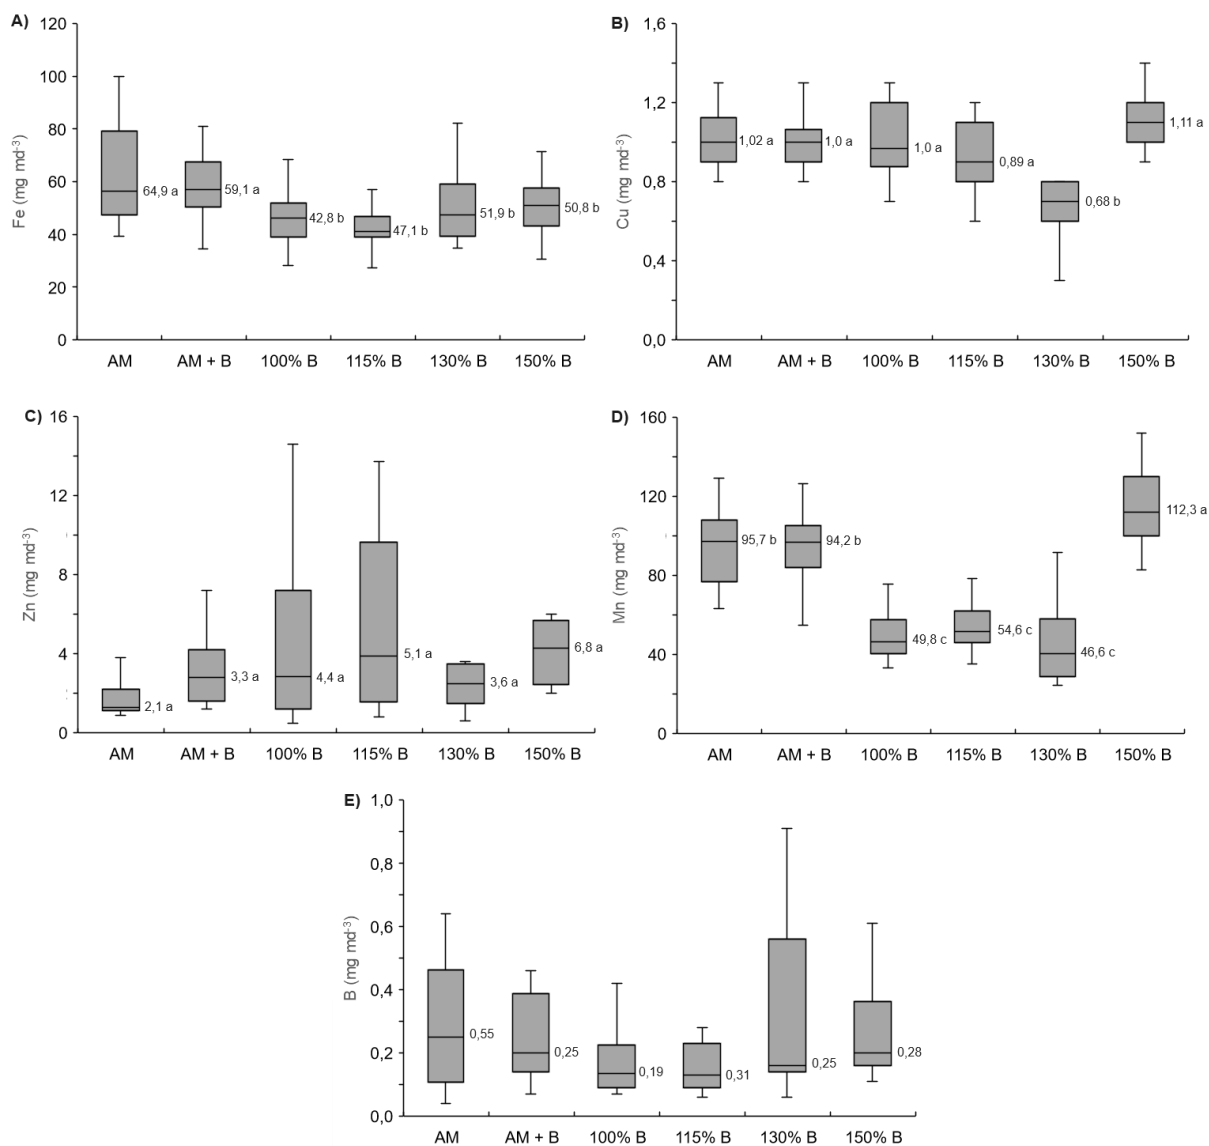 A)
Fe (mg md-3)
120
100
80
60
40
20
0
64,9 a
59,1 a
42,8 b
47,1 b
51,9 b
50,8 b
AM AM + B 100% B 115% B 130% B 150% B
B)
Cu (mg md-3)
1,6
1,2
0,8
0,4
0,0
1,02 a
1,0 a
1,0 a
0,89 a
0,68 b
1,11 a
AM AM + B 100% B 115% B 130% B 150% B
C)
Zn (mg md-3)
16
12
8
4
0
2,1 a
3,3 a
4,4 a
5,1 a
3,6 a
6,8 a
AM AM + B 100% B 115% B 130% B 150% B
D)
Mn (mg md-3)
160
120
80
40
0
95,7 b
94,2 b
49,8 c
54,6 c
46,6 c
112,3 a
AM AM + B 100% B 115% B 130% B 150% B
E)
B (mg md-3)
1,0
0,8
0,6
0,4
0,2
0,0
0,55
0,25
0,19
0,31
0,25
0,28
AM AM + B 100% B 115% B 130% B 150% B